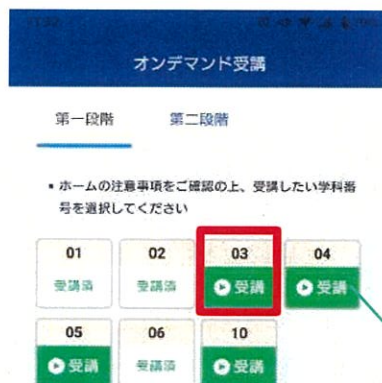 オンデマンド受講
第一段階 第二段階
• ホームの注意事項をご確認の上、受講したい学科番
号を選択してください
01 02 03 04
受講済 受講済 受講 受講
05 06 10
受講 受講済 受講